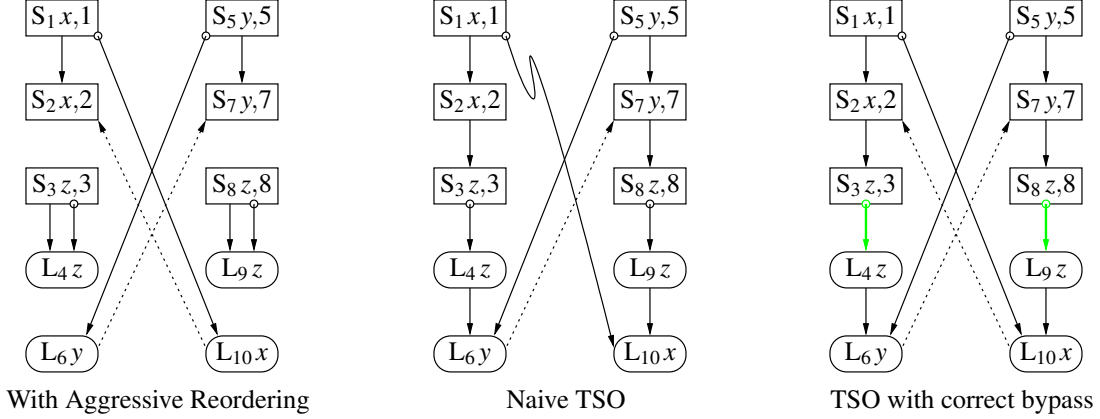 S₁ x,1 S₅ y,5 S₁ x,1 S₅ y,5 S₁ x,1 S₅ y,5
S₂ x,2 S₇ y,7 S₂ x,2 S₇ y,7 S₂ x,2 S₇ y,7
S₃ z,3 S₈ z,8 S₃ z,3 S₈ z,8 S₃ z,3 S₈ z,8
L₄ z L₉ z L₄ z L₉ z L₄ z L₉ z
L₆ y L₁₀ x L₆ y L₁₀ x L₆ y L₁₀ x
With Aggressive Reordering Naive TSO TSO with correct bypass